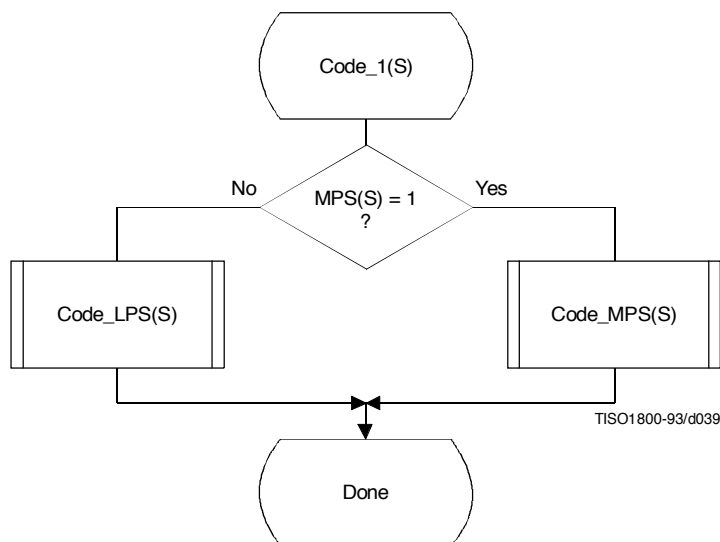 Code_1(S)
No
MPS(S) = 1
?
Yes
Code_LPS(S)
Code_MPS(S)
TISO1800-93/d039
Done